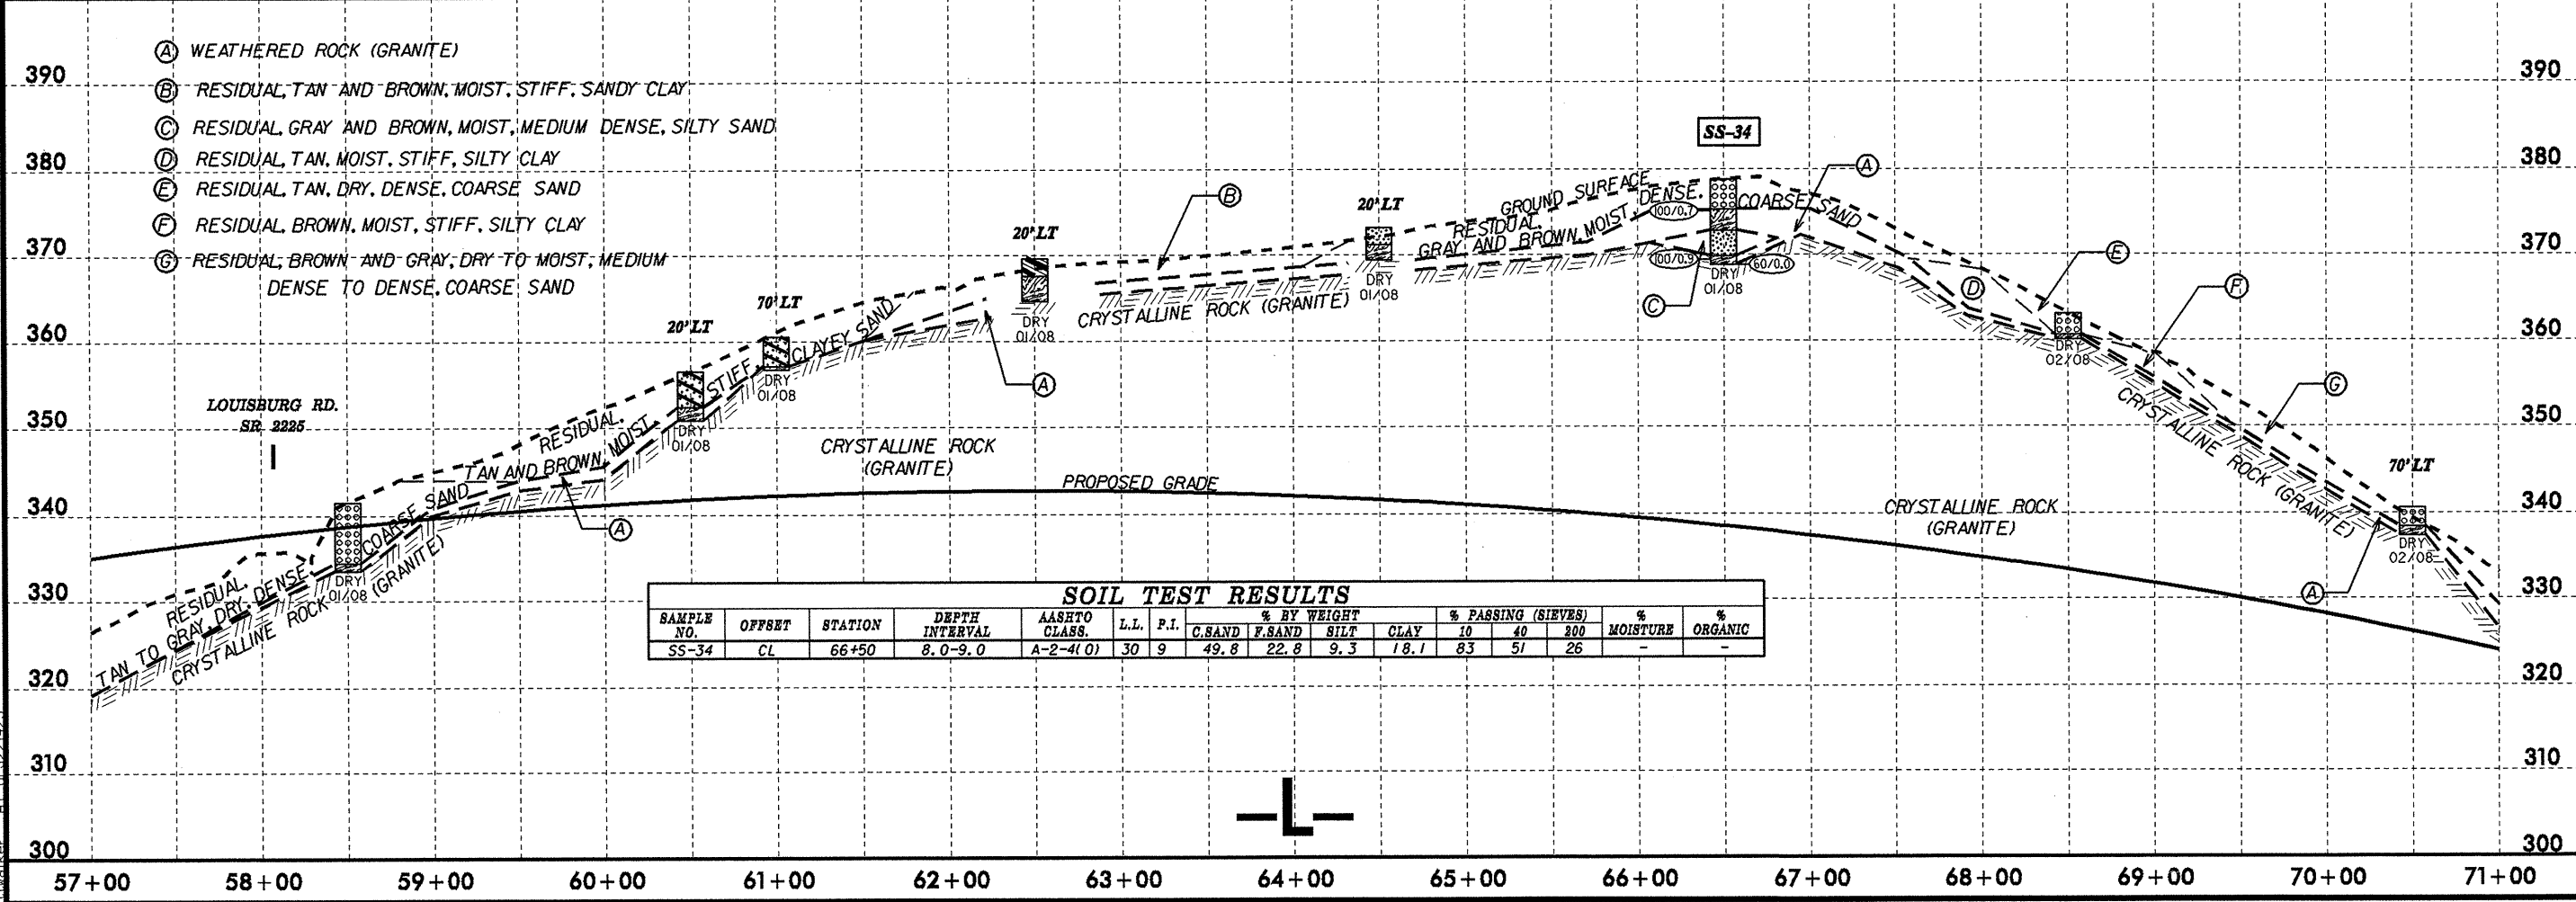 Ⓐ WEATHERED ROCK (GRANITE)
390
390
Ⓑ RESIDUAL, TAN AND BROWN, MOIST, STIFF, SANDY CLAY
Ⓒ RESIDUAL, GRAY AND BROWN, MOIST, MEDIUM DENSE, SILTY SAND
SS-34
380
380
Ⓓ RESIDUAL, TAN, MOIST, STIFF, SILTY CLAY
Ⓔ RESIDUAL, TAN, DRY, DENSE, COARSE SAND
Ⓕ RESIDUAL, BROWN, MOIST, STIFF, SILTY CLAY
Ⓖ RESIDUAL, BROWN AND GRAY, DRY TO MOIST, MEDIUM
DENSE TO DENSE, COARSE SAND
370
370
Ⓐ
Ⓑ
20' LT
GROUND SURFACE
RESIDUAL,
GRAY AND BROWN, MOIST, DENSE, COARSE SAND
100/0.7
100/0.9
60/0.0
20' LT
Ⓔ
DRY
01/08
DRY
01/08
Ⓓ
Ⓕ
70' LT
Ⓒ
CRYSTALLINE ROCK (GRANITE)
20' LT
DRY
01/08
360
360
DRY
02/08
DRY
01/08
Ⓐ
Ⓖ
LOUISBURG RD.
SR 2225
350
350
RESIDUAL,
TAN AND BROWN, MOIST, STIFF, CLAYEY SAND
DRY
01/08
CRYSTALLINE ROCK
(GRANITE)
CRYSTALLINE ROCK (GRANITE)
70' LT
PROPOSED GRADE
340
340
Ⓐ
CRYSTALLINE ROCK
(GRANITE)
DRY
02/08
Ⓐ
330
330
RESIDUAL,
TAN TO GRAY, DRY, DENSE, COARSE SAND
DRY
01/08
CRYSTALLINE ROCK (GRANITE)
SOIL TEST RESULTS
SAMPLE NO. OFFSET STATION DEPTH INTERVAL AASHTO CLASS. L.L. P.I. % BY WEIGHT % PASSING (SIEVES) % MOISTURE % ORGANIC
C.SAND F.SAND SILT CLAY 10 40 200
SS-34 CL 66+50 8.0-9.0 A-2-4(0) 30 9 49.8 22.8 9.3 18.1 83 51 26 - -
320
320
310
310
-L-
300
300
57+00 58+00 59+00 60+00 61+00 62+00 63+00 64+00 65+00 66+00 67+00 68+00 69+00 70+00 71+00